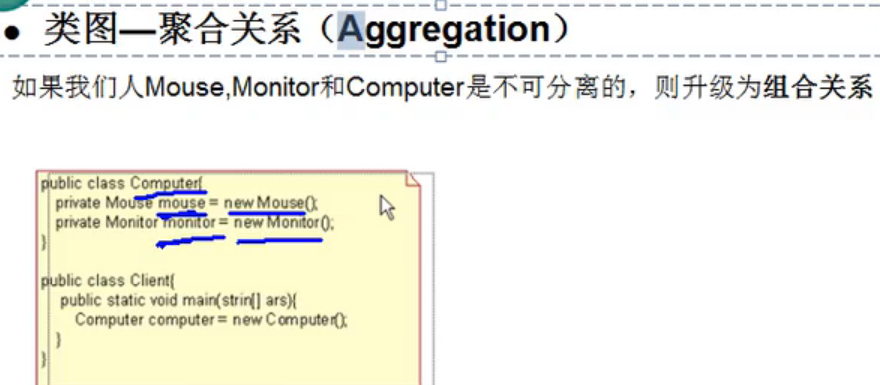 ● 类图—聚合关系（Aggregation）
如果我们人Mouse,Monitor和Computer是不可分离的，则升级为组合关系
public class Computer{
private Mouse mouse = new Mouse();
private Monitor monitor = new Monitor();
}
public class Client{
public static void main(strin[] ars){
Computer computer = new Computer();
}
}